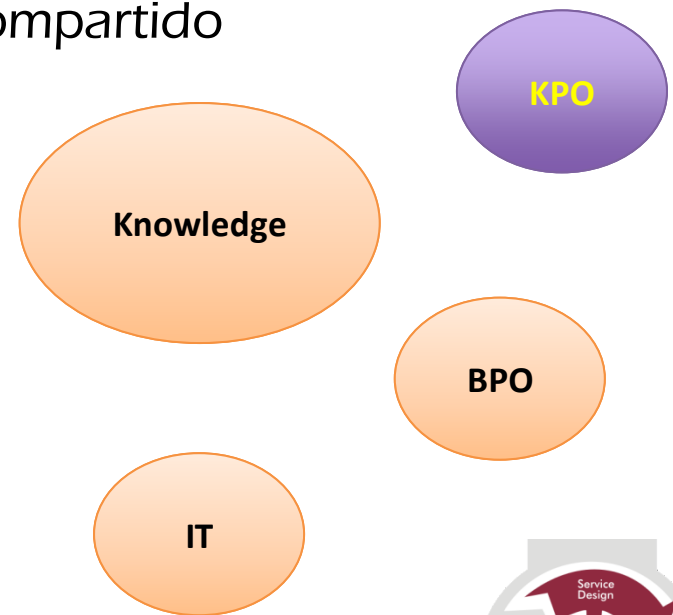 ompartido
KPO
Knowledge
BPO
IT
Service
Design